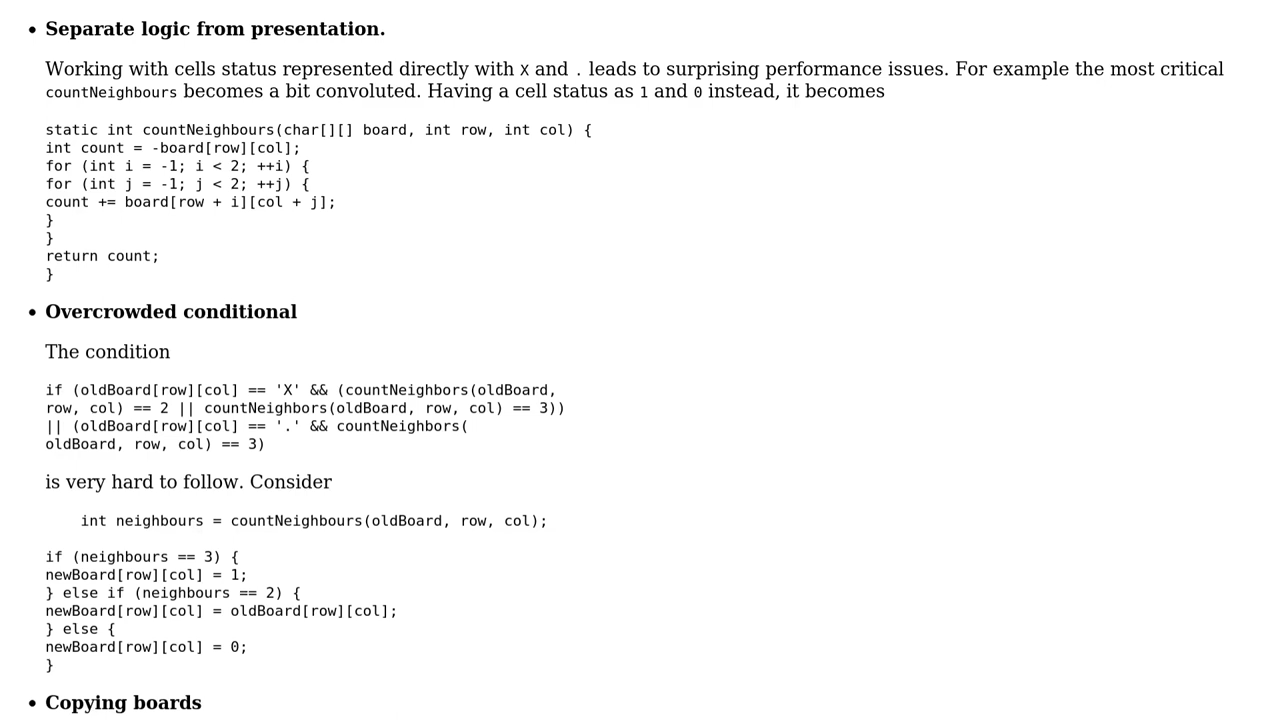 • Separate logic from presentation.
Working with cells status represented directly with X and . leads to surprising performance issues. For example the most critical
countNeighbours becomes a bit convoluted. Having a cell status as 1 and 0 instead, it becomes
static int countNeighbours(char[][] board, int row, int col) {
int count = -board[row][col];
for (int i = -1; i < 2; ++i) {
for (int j = -1; j < 2; ++j) {
count += board[row + i][col + j];
}
}
return count;
}
• Overcrowded conditional
The condition
if (oldBoard[row][col] == 'X' && (countNeighbors(oldBoard,
row, col) == 2 || countNeighbors(oldBoard, row, col) == 3))
|| (oldBoard[row][col] == '.' && countNeighbors(
oldBoard, row, col) == 3)
is very hard to follow. Consider
    int neighbours = countNeighbours(oldBoard, row, col);
if (neighbours == 3) {
newBoard[row][col] = 1;
} else if (neighbours == 2) {
newBoard[row][col] = oldBoard[row][col];
} else {
newBoard[row][col] = 0;
}
• Copying boards